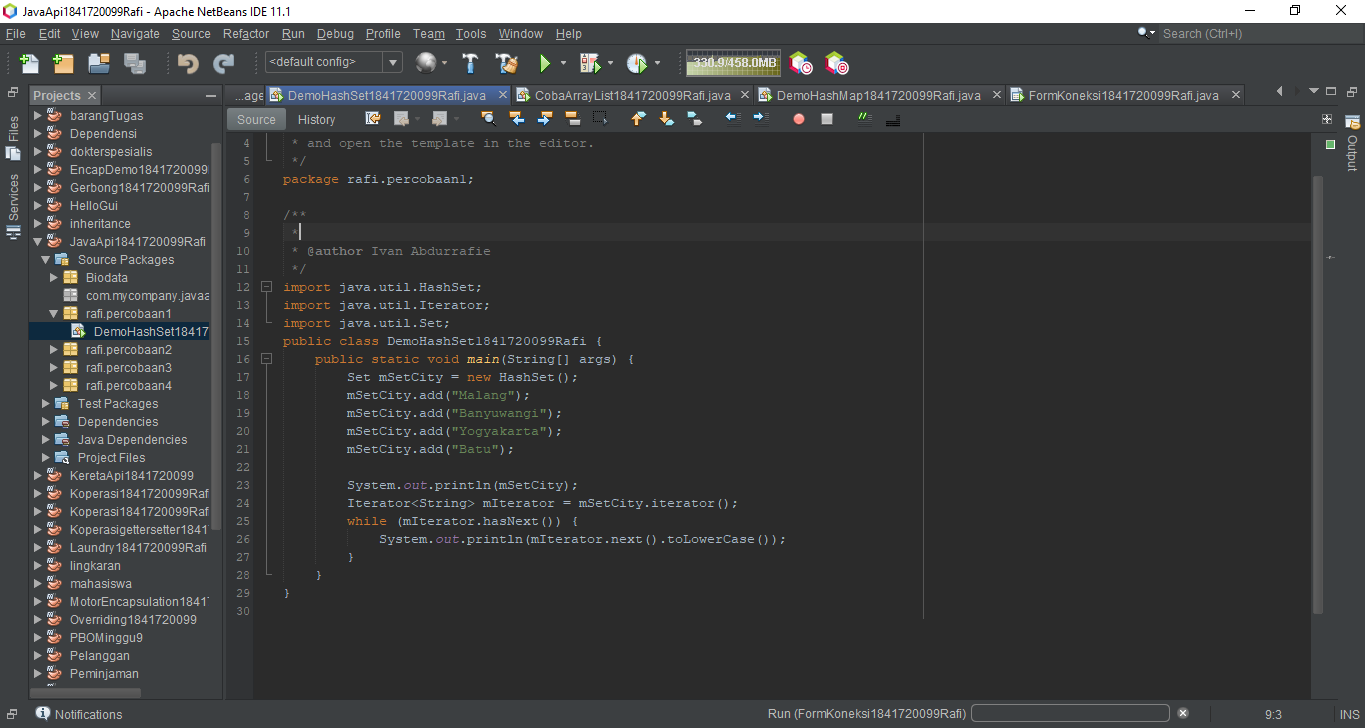 JavaApi1841720099Rafi - Apache NetBeans IDE 11.1
File Edit View Navigate Source Refactor Run Debug Profile Team Tools Window Help
Search (Ctrl+I)
<default config>
330.9/458.0MB
Projects
...age
DemoHashSet1841720099Rafi.java
CobaArrayList1841720099Rafi.java
DemoHashMap1841720099Rafi.java
FormKoneksi1841720099Rafi.java
Source History
Files
Services
Output
barangTugas
Dependensi
dokterspesialis
EncapDemo1841720099
Gerbong1841720099Rafi
HelloGui
inheritance
JavaApi1841720099Rafi
Source Packages
Biodata
com.mycompany.javaa
rafi.percobaan1
DemoHashSet18417
rafi.percobaan2
rafi.percobaan3
rafi.percobaan4
Test Packages
Dependencies
Java Dependencies
Project Files
KeretaApi1841720099
Koperasi1841720099Raf
Koperasi1841720099Raf
Koperasigettersetter1841
Laundry1841720099Rafi
lingkaran
mahasiswa
MotorEncapsulation1841
Overriding1841720099
PBOMinggu9
Pelanggan
Peminjaman
4 * and open the template in the editor.
5 */
6 package rafi.percobaan1;
7
8 /**
9 *
10 * @author Ivan Abdurrafie
11 */
12 import java.util.HashSet;
13 import java.util.Iterator;
14 import java.util.Set;
15 public class DemoHashSet1841720099Rafi {
16 public static void main(String[] args) {
17 Set mSetCity = new HashSet();
18 mSetCity.add("Malang");
19 mSetCity.add("Banyuwangi");
20 mSetCity.add("Yogyakarta");
21 mSetCity.add("Batu");
22
23 System.out.println(mSetCity);
24 Iterator<String> mIterator = mSetCity.iterator();
25 while (mIterator.hasNext()) {
26 System.out.println(mIterator.next().toLowerCase());
27 }
28 }
29 }
30
Notifications
Run (FormKoneksi1841720099Rafi)
9:3
INS